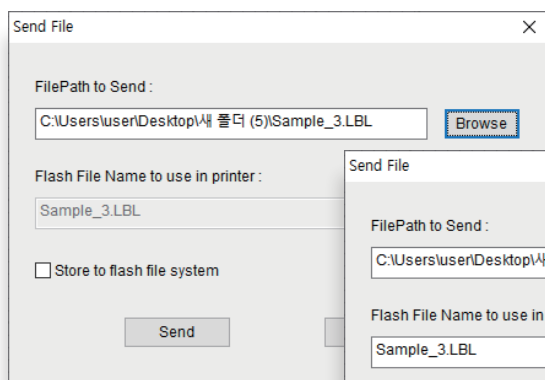 Send File
FilePath to Send :
C:\Users\user\Desktop\새 폴더 (5)\Sample_3.LBL
Browse
Flash File Name to use in printer :
Sample_3.LBL
Store to flash file system
Send
Send File
FilePath to Send :
C:\Users\user\Desktop\새
Flash File Name to use in
Sample_3.LBL